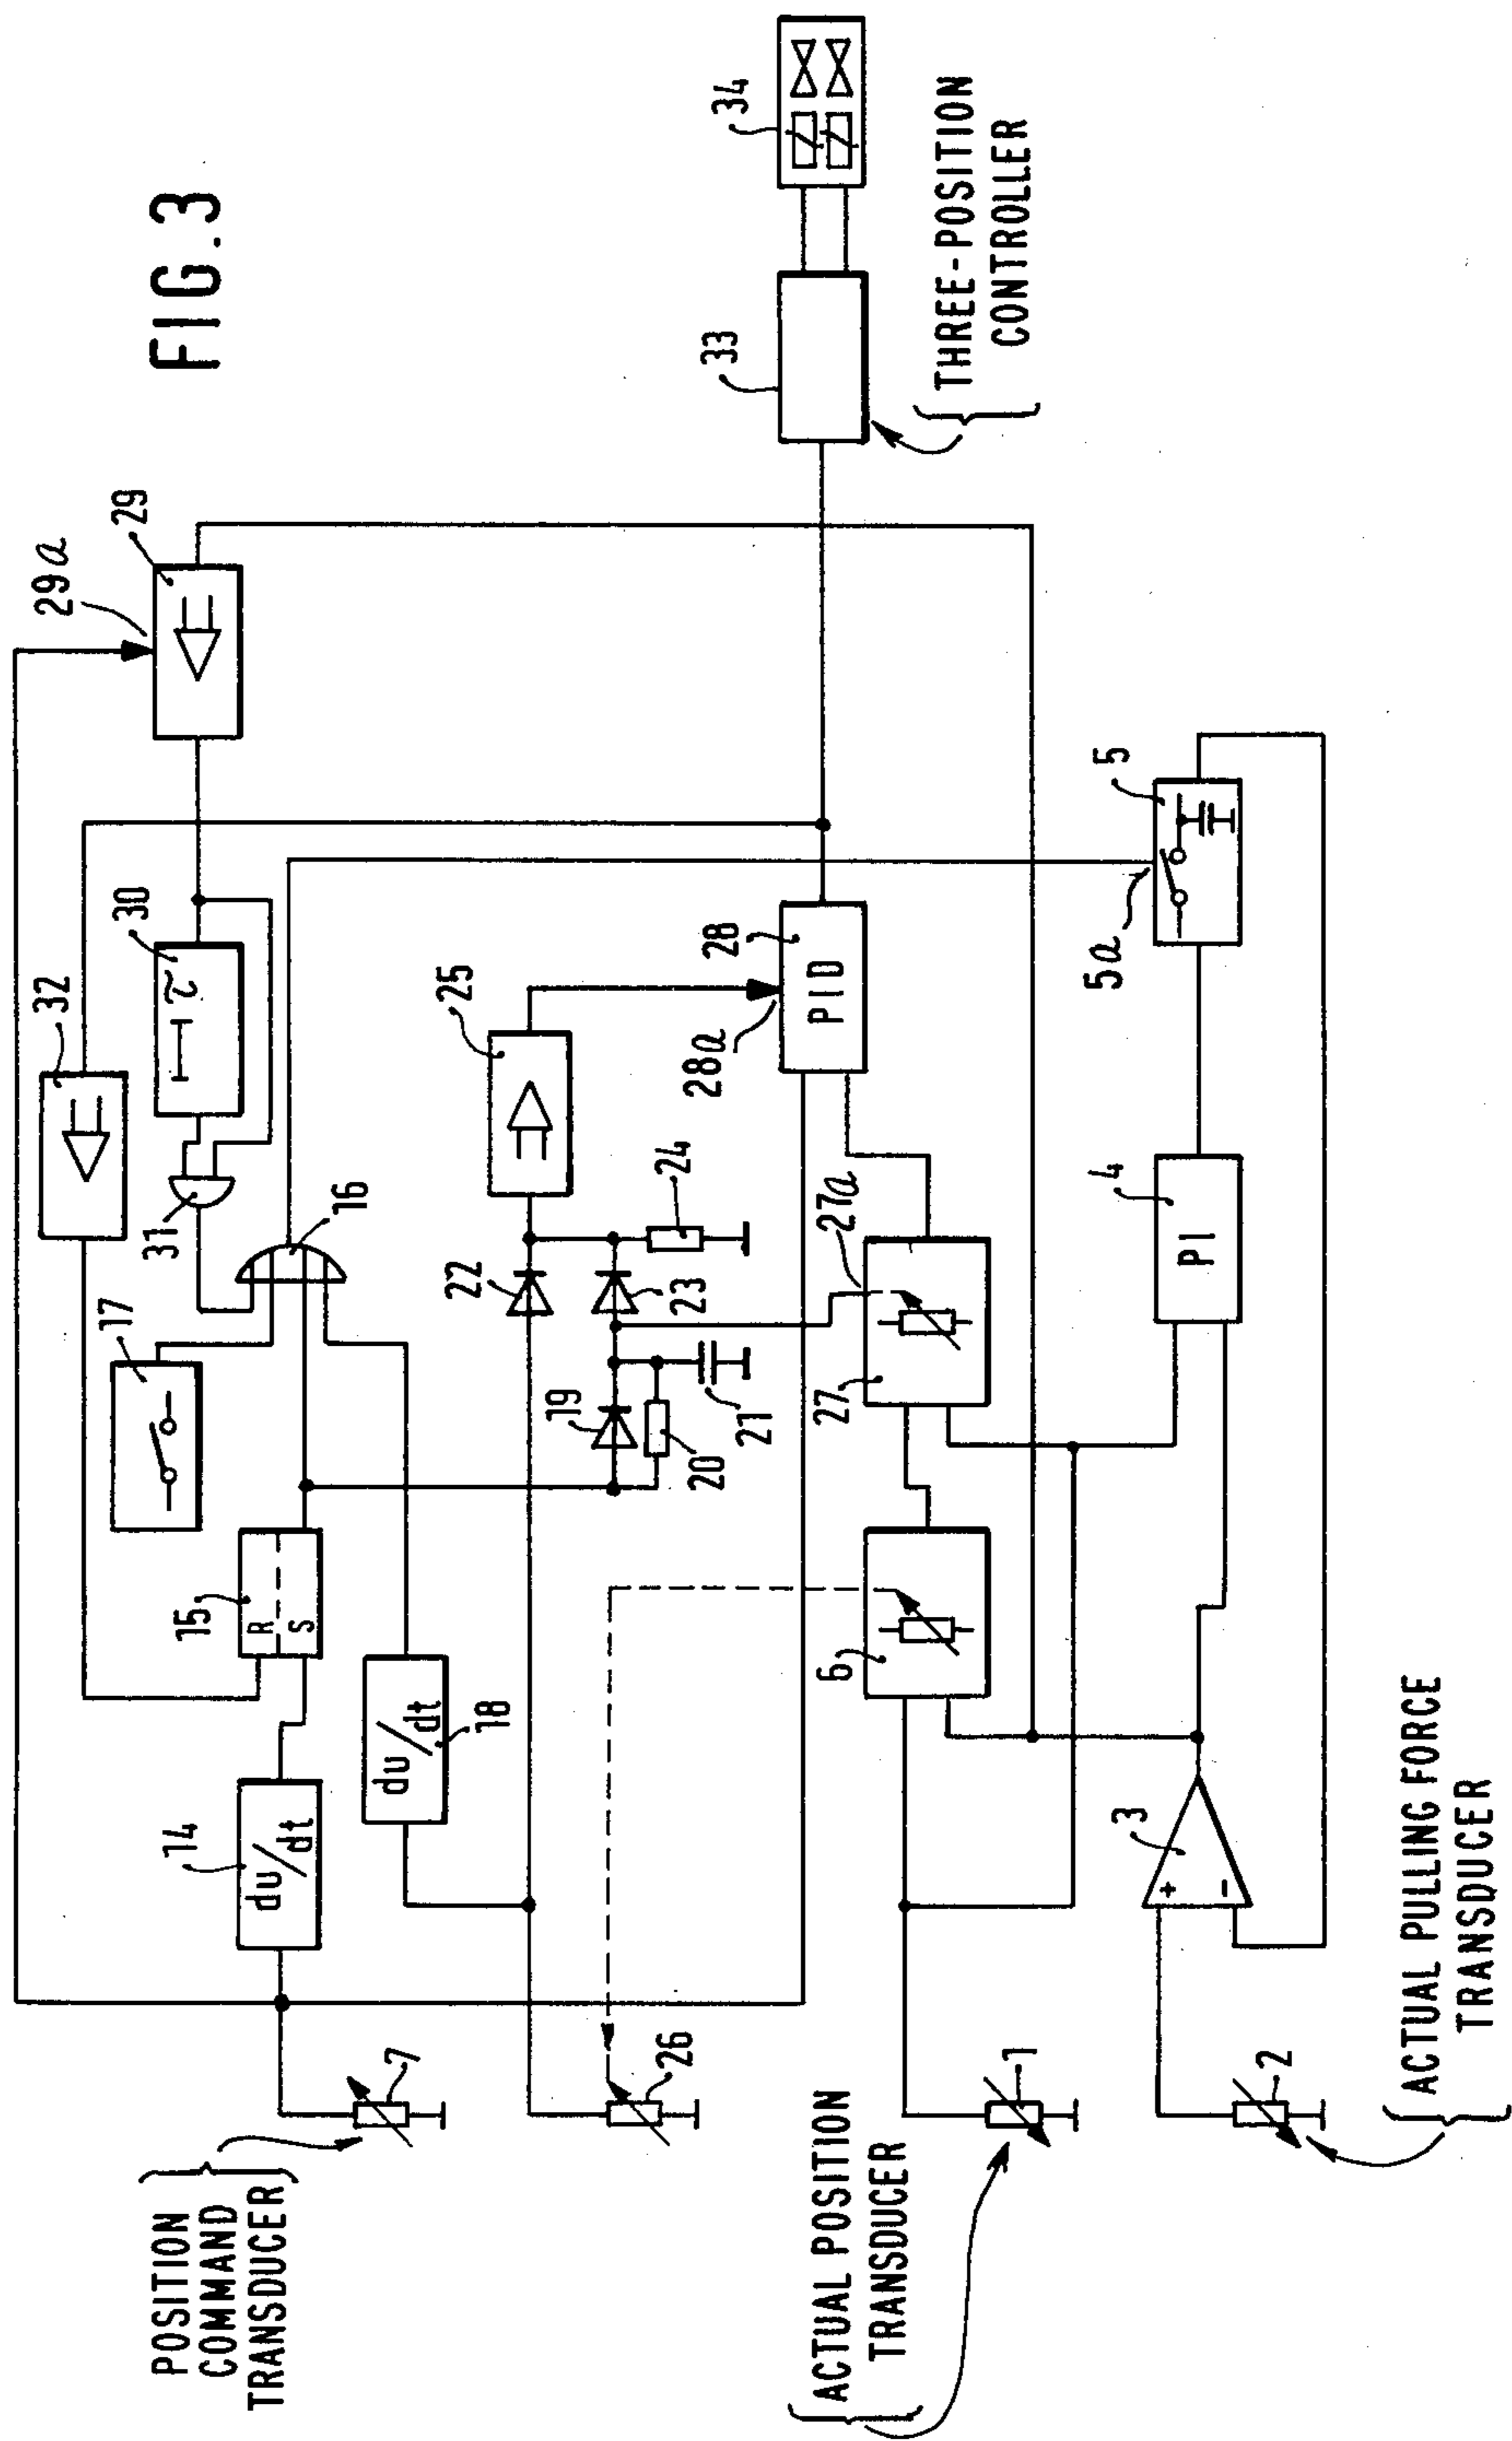 FIG.3
POSITION
COMMAND
TRANSDUCER
7
14
du/dt
15
R
S
17
16
31
32
30
τ
29a
29
du/dt
18
26
22
19
20
21
23
24
25
28a
28
PID
6
27
27a
33
34
THREE-POSITION
CONTROLLER
ACTUAL POSITION
TRANSDUCER
1
2
3
+
-
4
PI
5a
5
ACTUAL PULLING FORCE
TRANSDUCER